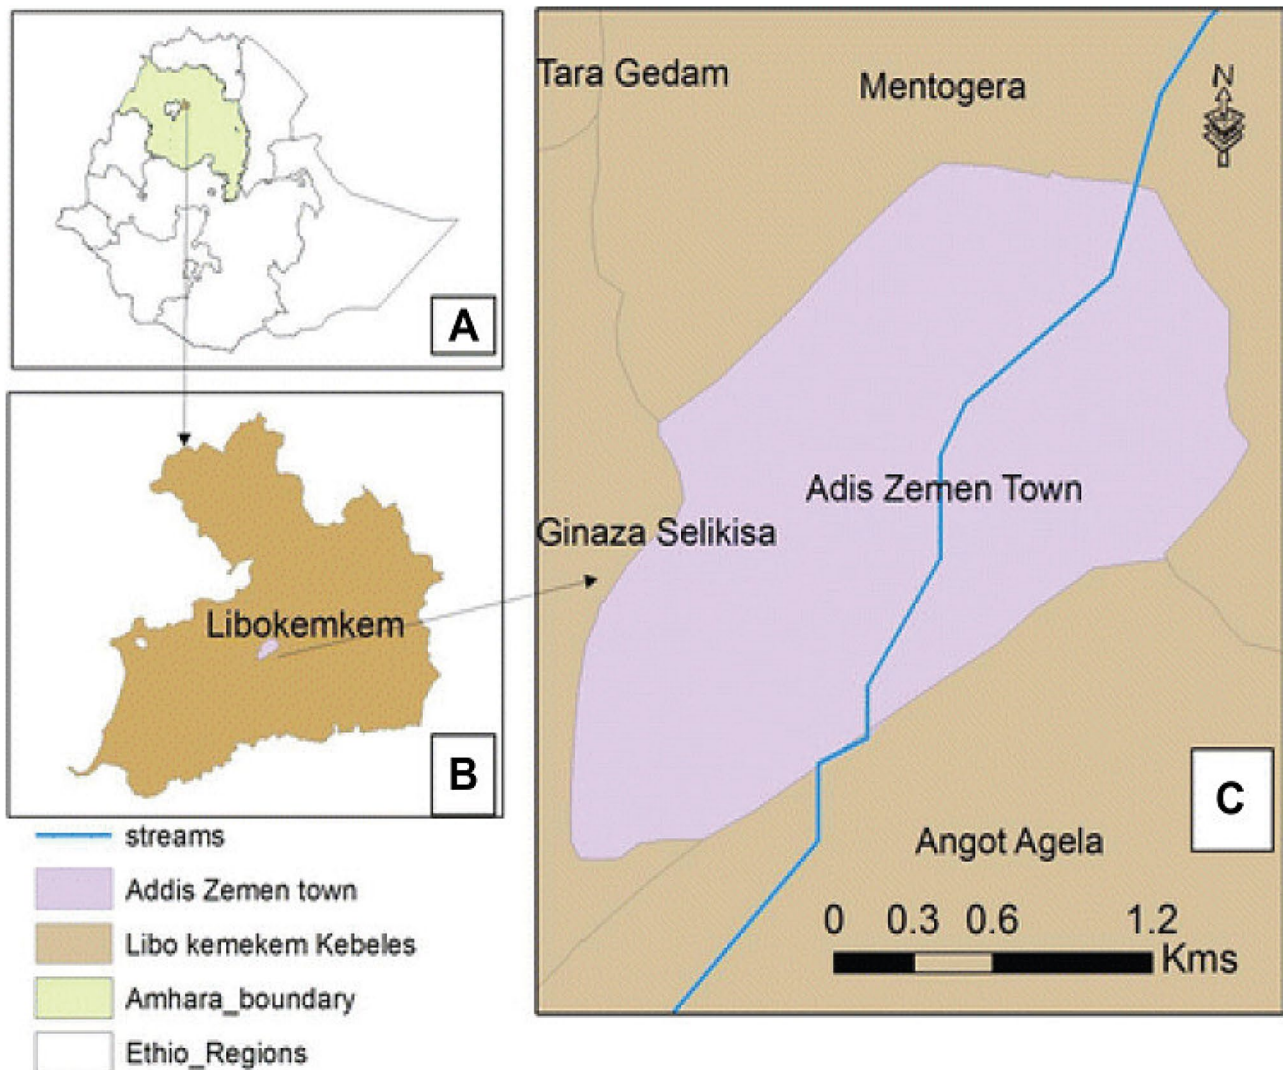 A
Libokemkem
B
streams
Addis Zemen town
Libo kemekem Kebeles
Amhara_boundary
Ethio_Regions
Tara Gedam
Mentogera
N
Adis Zemen Town
Ginaza Selikisa
C
Angot Agela
0 0.3 0.6 1.2
Kms